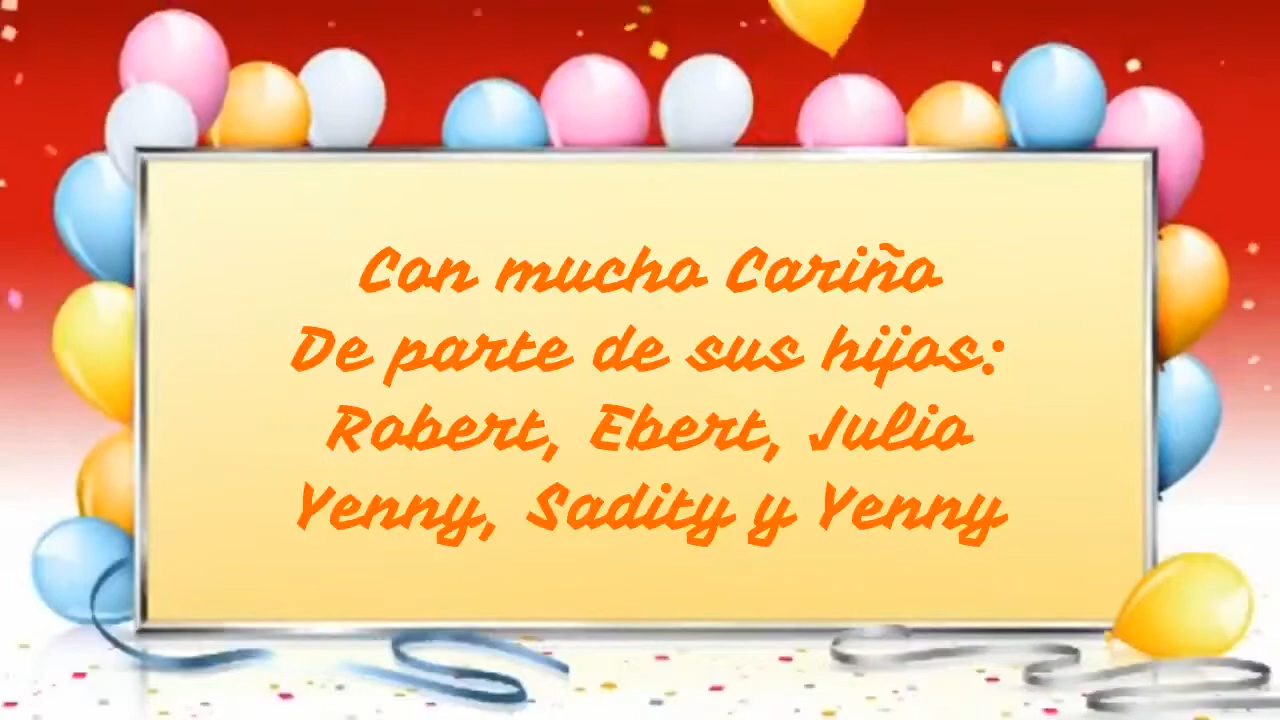 Con mucho Cariño
De parte de sus hijos:
Robert, Ebert, Julio
Yenny, Sadity y Yenny